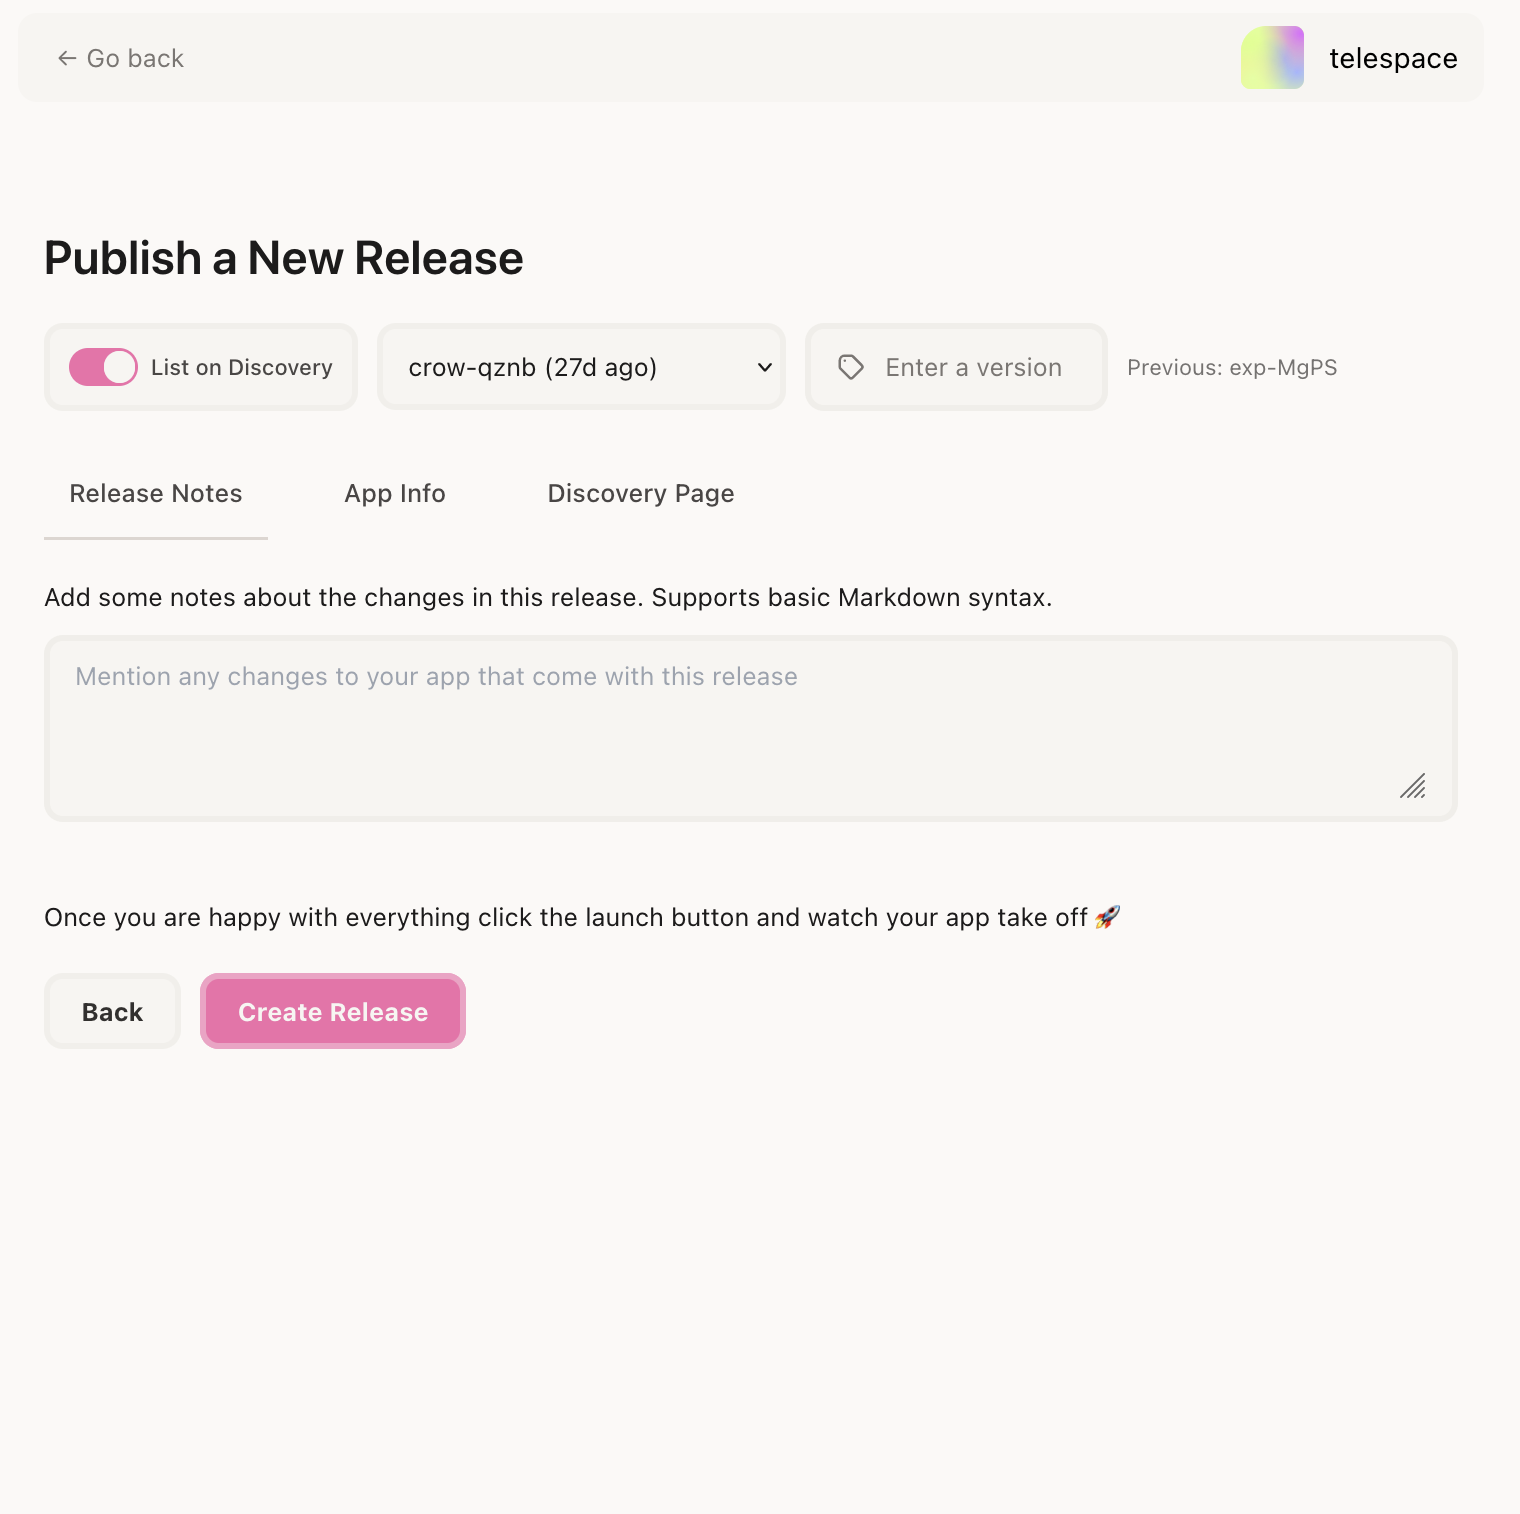 ← Go back
telespace
Publish a New Release
List on Discovery
crow-qznb (27d ago)
Enter a version
Previous: exp-MgPS
Release Notes
App Info
Discovery Page
Add some notes about the changes in this release. Supports basic Markdown syntax.
Mention any changes to your app that come with this release
Once you are happy with everything click the launch button and watch your app take off 🚀
Back
Create Release